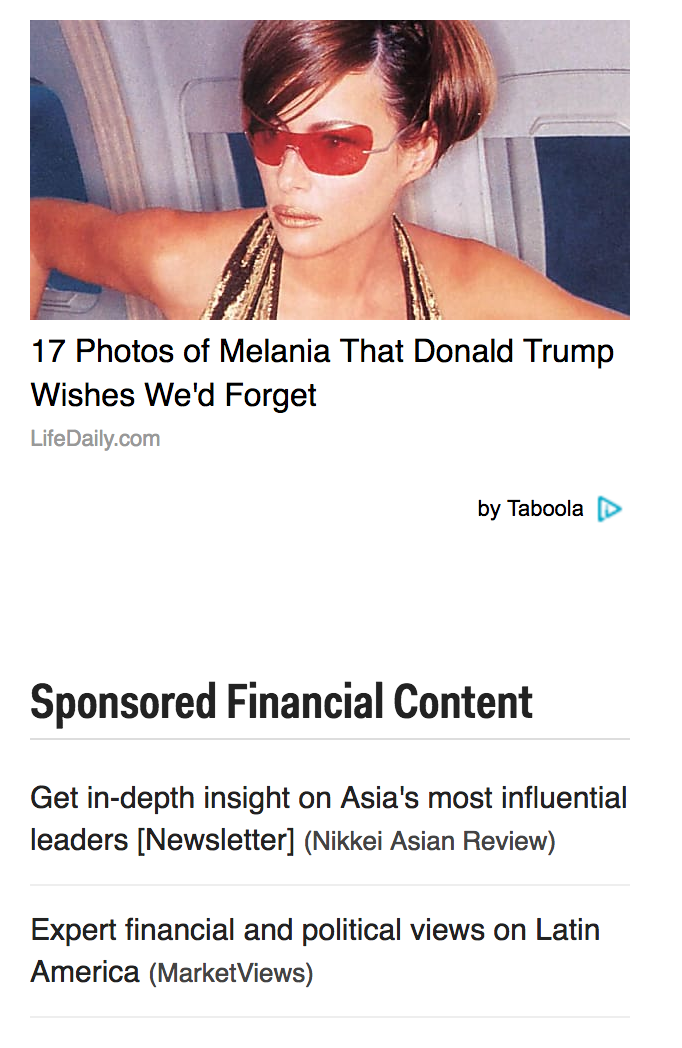 17 Photos of Melania That Donald Trump
Wishes We'd Forget
LifeDaily.com
by Taboola
Sponsored Financial Content
Get in-depth insight on Asia's most influential
leaders [Newsletter] (Nikkei Asian Review)
Expert financial and political views on Latin
America (MarketViews)